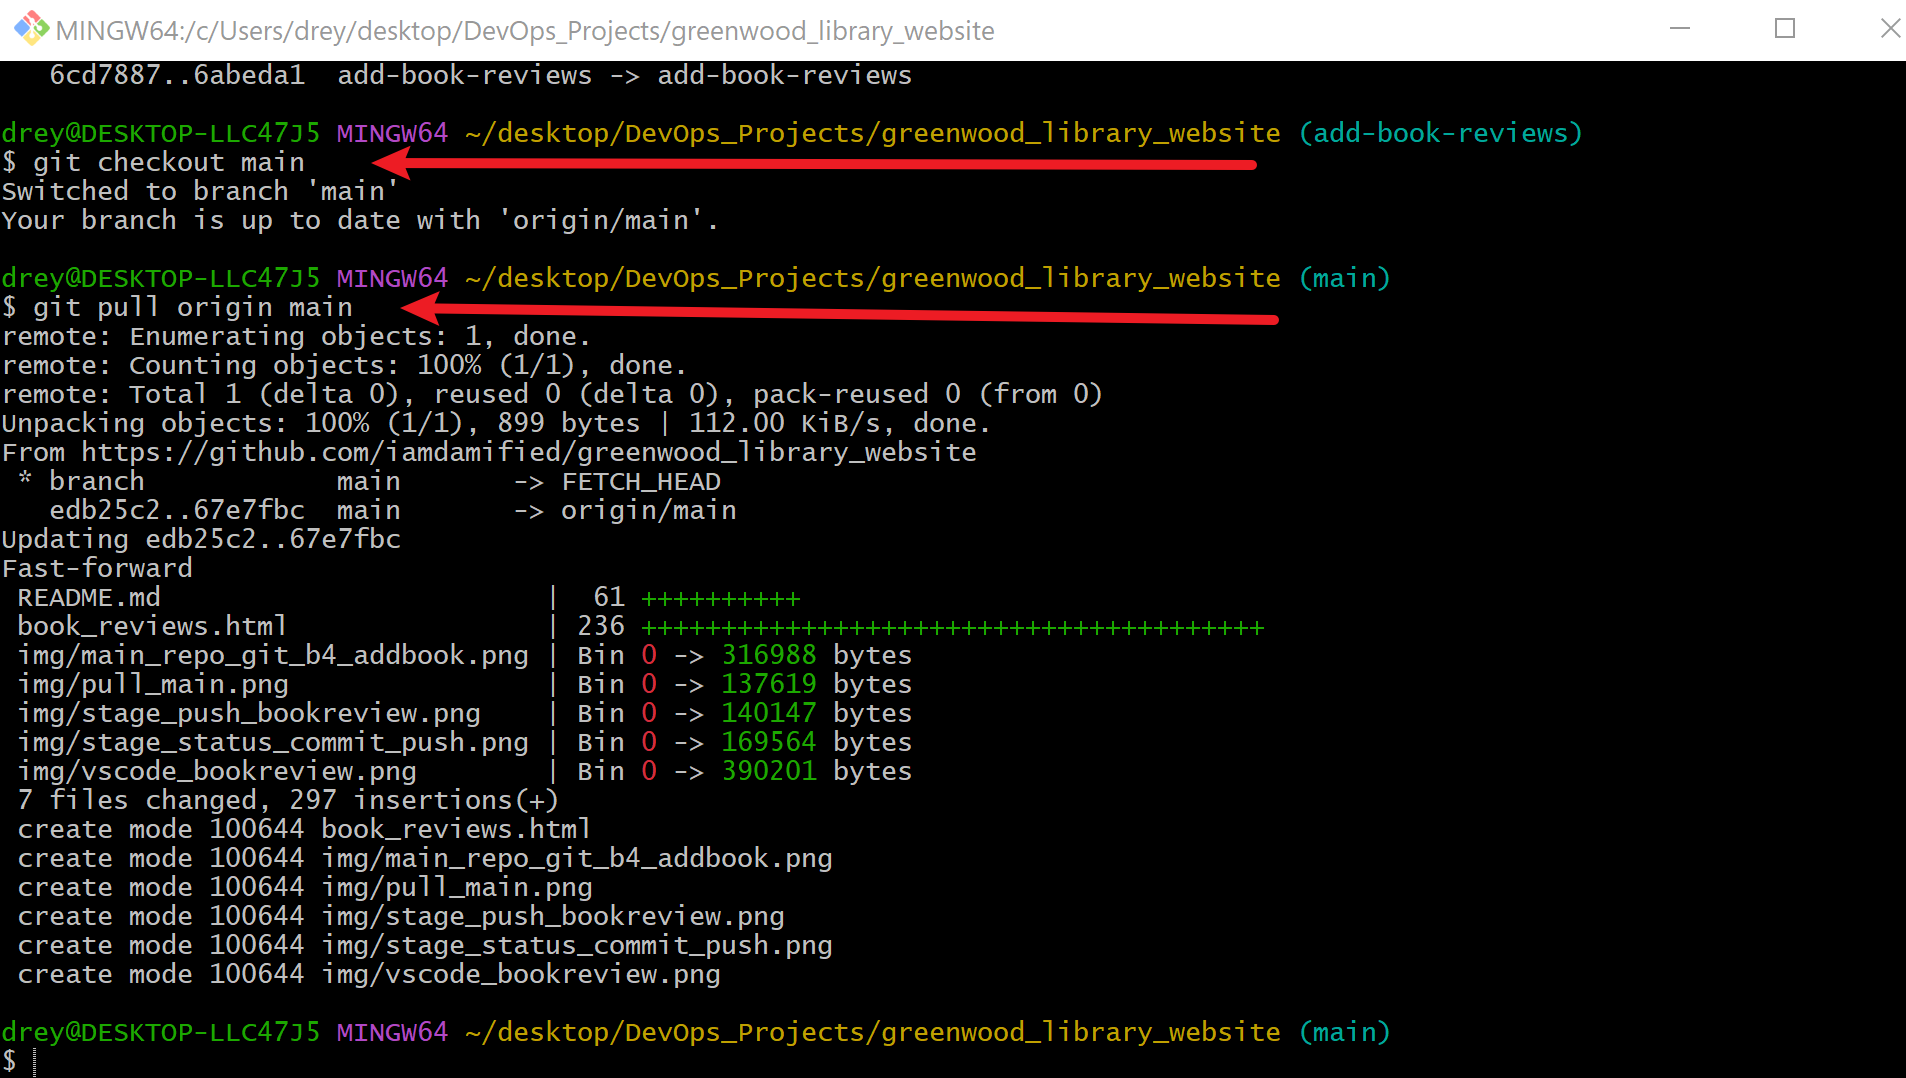 MINGW64:/c/Users/drey/desktop/DevOps_Projects/greenwood_library_website
6cd7887..6abeda1  add-book-reviews -> add-book-reviews
drey@DESKTOP-LLC47J5 MINGW64 ~/desktop/DevOps_Projects/greenwood_library_website (add-book-reviews)
$ git checkout main
Switched to branch 'main'
Your branch is up to date with 'origin/main'.
drey@DESKTOP-LLC47J5 MINGW64 ~/desktop/DevOps_Projects/greenwood_library_website (main)
$ git pull origin main
remote: Enumerating objects: 1, done.
remote: Counting objects: 100% (1/1), done.
remote: Total 1 (delta 0), reused 0 (delta 0), pack-reused 0 (from 0)
Unpacking objects: 100% (1/1), 899 bytes | 112.00 KiB/s, done.
From https://github.com/iamdamified/greenwood_library_website
 * branch            main       -> FETCH_HEAD
   edb25c2..67e7fbc  main       -> origin/main
Updating edb25c2..67e7fbc
Fast-forward
 README.md                        |  61 ++++++++++
 book_reviews.html                | 236 +++++++++++++++++++++++++++++++++++++++
 img/main_repo_git_b4_addbook.png | Bin 0 -> 316988 bytes
 img/pull_main.png                | Bin 0 -> 137619 bytes
 img/stage_push_bookreview.png    | Bin 0 -> 140147 bytes
 img/stage_status_commit_push.png | Bin 0 -> 169564 bytes
 img/vscode_bookreview.png        | Bin 0 -> 390201 bytes
 7 files changed, 297 insertions(+)
 create mode 100644 book_reviews.html
 create mode 100644 img/main_repo_git_b4_addbook.png
 create mode 100644 img/pull_main.png
 create mode 100644 img/stage_push_bookreview.png
 create mode 100644 img/stage_status_commit_push.png
 create mode 100644 img/vscode_bookreview.png
drey@DESKTOP-LLC47J5 MINGW64 ~/desktop/DevOps_Projects/greenwood_library_website (main)
$